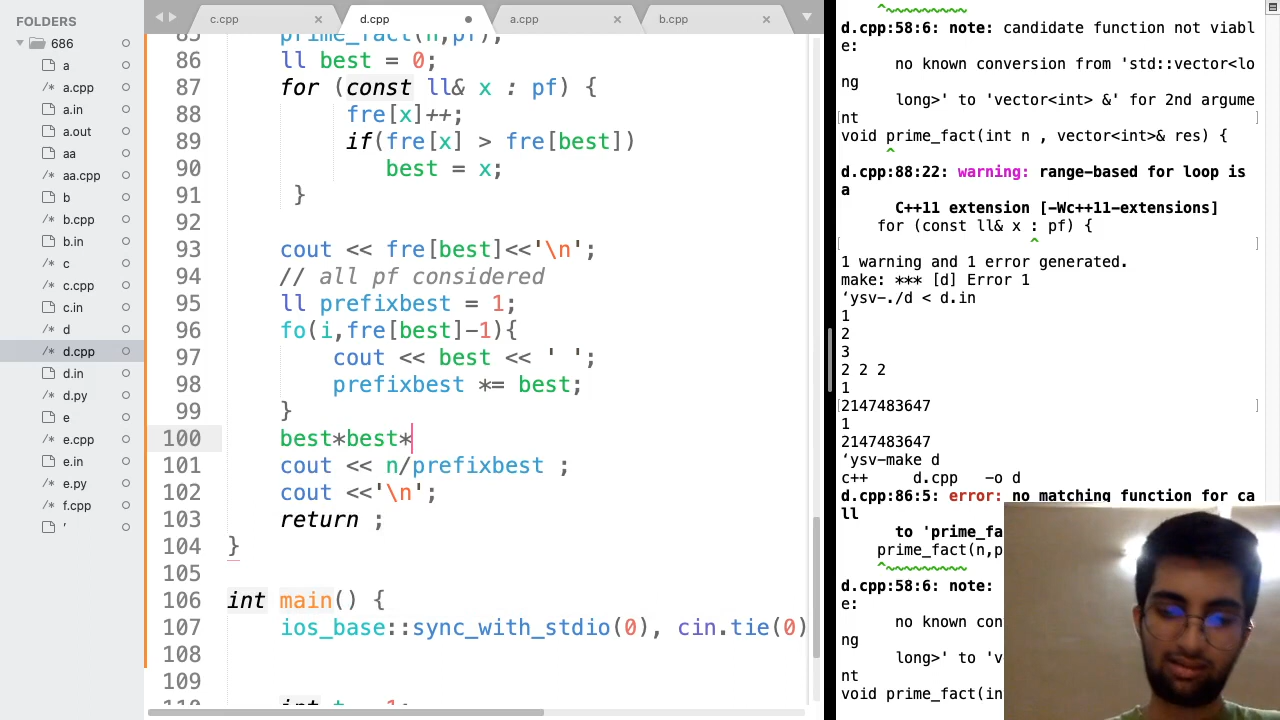 FOLDERS
686
a
/* a.cpp
a.in
a.out
aa
/* aa.cpp
b
/* b.cpp
b.in
c
/* c.cpp
c.in
d
/* d.cpp
d.in
/* d.py
e
/* e.cpp
e.in
/* e.py
/* f.cpp
'
c.cpp
d.cpp
a.cpp
b.cpp
85 prime_fact(n,pf);
86 ll best = 0;
87 for (const ll& x : pf) {
88 fre[x]++;
89 if(fre[x] > fre[best])
90 best = x;
91 }
92
93 cout << fre[best]<<'\n';
94 // all pf considered
95 ll prefixbest = 1;
96 fo(i,fre[best]-1){
97 cout << best << ' ';
98 prefixbest *= best;
99 }
100 best*best*
101 cout << n/prefixbest ;
102 cout <<'\n';
103 return ;
104 }
105
106 int main() {
107 ios_base::sync_with_stdio(0), cin.tie(0)
108
109
^~~~~~~~~~
d.cpp:58:6: note: candidate function not viabl
e:
no known conversion from 'std::vector<lo
ng
long>' to 'vector<int> &' for 2nd argume
nt
void prime_fact(int n , vector<int>& res) {
^
d.cpp:88:22: warning: range-based for loop is
a
C++11 extension [-Wc++11-extensions]
for (const ll& x : pf) {
^
1 warning and 1 error generated.
make: *** [d] Error 1
‘ysv-./d < d.in
1
2
3
2 2 2
1
2147483647
1
2147483647
‘ysv-make d
c++ d.cpp -o d
d.cpp:86:5: error: no matching function for ca
ll
to 'prime_fa
prime_fact(n,p
^~~~~~~~~~
d.cpp:58:6: note:
e:
no known con
ng
long>' to 'v
nt
void prime_fact(in